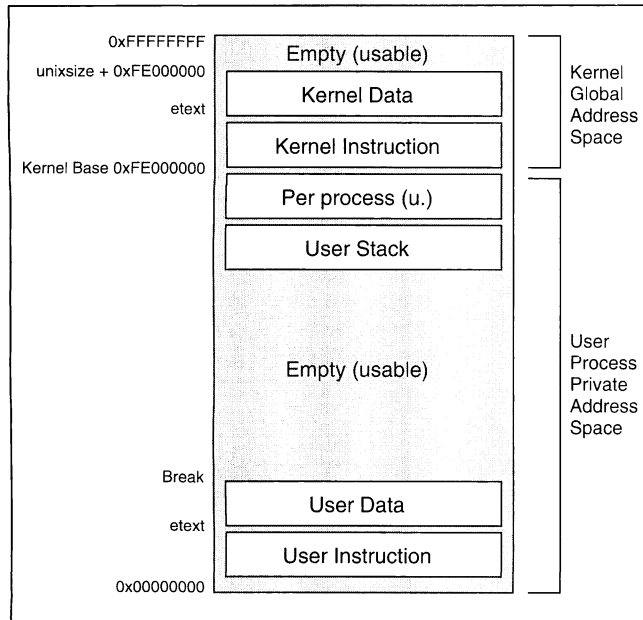 0xFFFFFFFF
Empty (usable)
unixsize + 0xFE000000
Kernel Data
etext
Kernel Instruction
Kernel Base 0xFE000000
Kernel
Global
Address
Space
Per process (u.)
User Stack
Empty (usable)
User
Process
Private
Address
Space
Break
User Data
etext
User Instruction
0x00000000